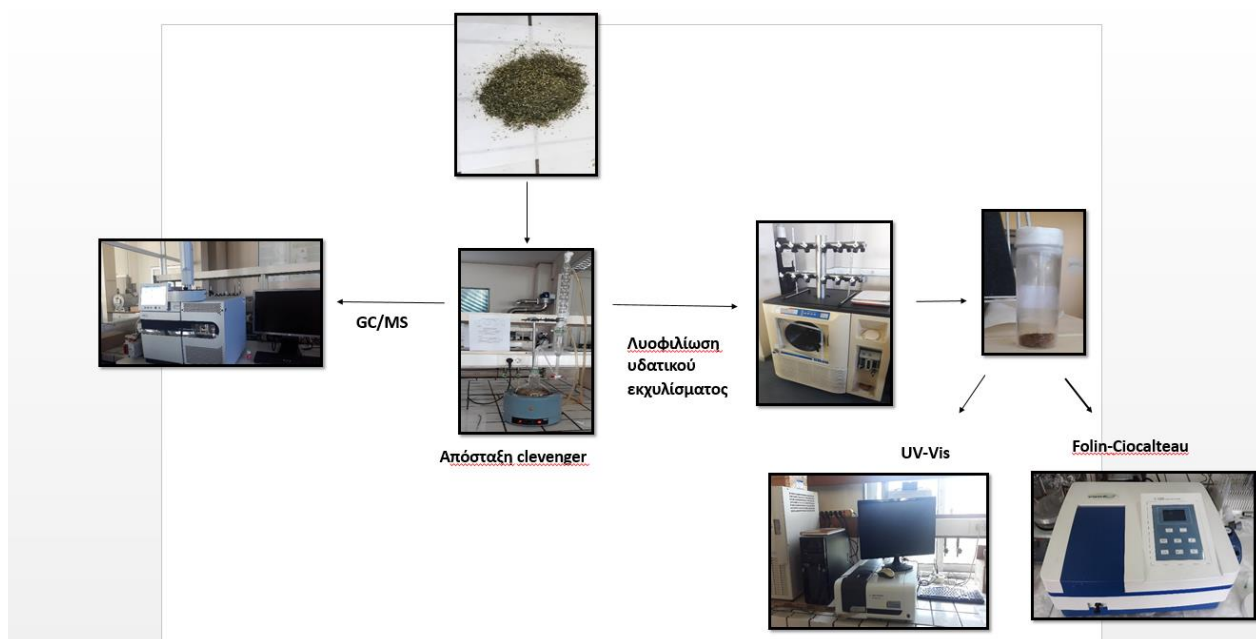 GC/MS
Λυοφιλίωση
υδατικού
εκχυλίσματος
Απόσταξη clevenger
UV-Vis
Folin-Ciocalteau